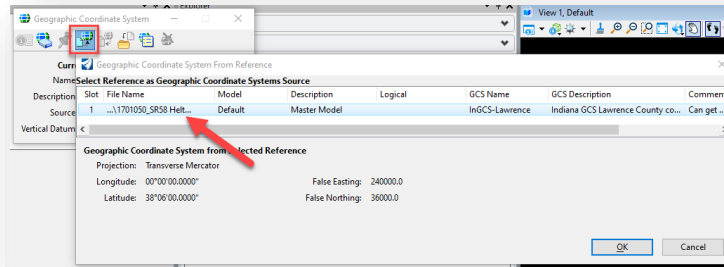 Explorer
Geographic Coordinate System
View 1, Default
Geographic Coordinate System From Reference
Curr
Name
Description
Source
Vertical Datum
Select Reference as Geographic Coordinate Systems Source
Slot File Name Model Description Logical GCS Name GCS Description Commen
1 ...\1701050_SR58 Helt... Default Master Model InGCS-Lawrence Indiana GCS Lawrence County co... Can get ...
Geographic Coordinate System from Selected Reference
Projection: Transverse Mercator
Longitude: 00°00'00.0000" False Easting: 240000.0
Latitude: 38°06'00.0000" False Northing: 36000.0
OK Cancel